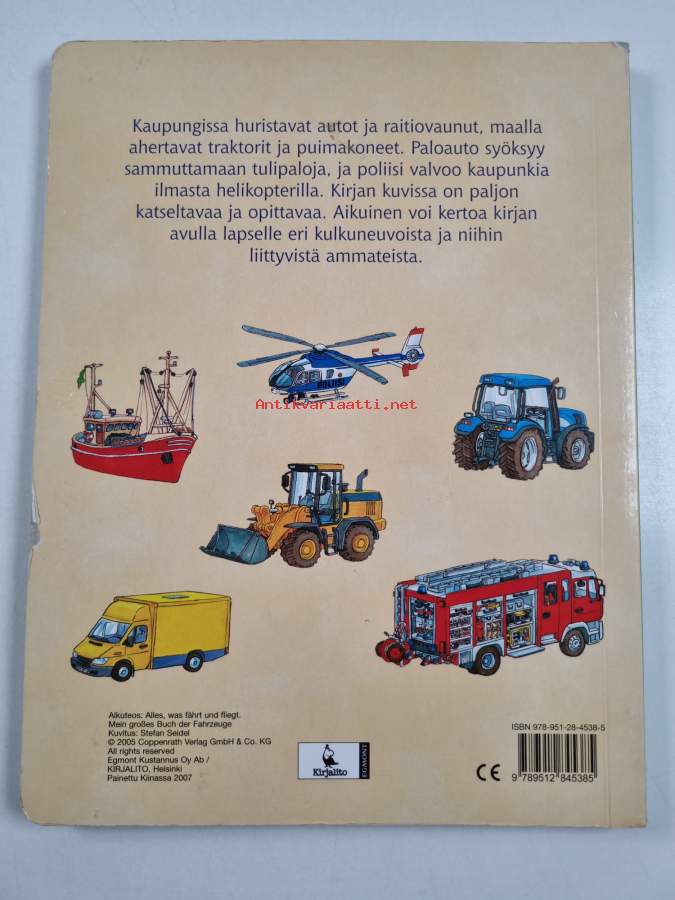 Kaupungissa huristavat autot ja raitiovaunut, maalla
ahertavat traktorit ja puimakoneet. Paloauto syöksyy
sammuttamaan tulipaloja, ja poliisi valvoo kaupunkia
ilmasta helikopterilla. Kirjan kuvissa on paljon
katseltavaa ja opittavaa. Aikuinen voi kertoa kirjan
avulla lapselle eri kulkuneuvoista ja niihin
liittyvistä ammateista.
POLIISI
Antikvariaatti.net
Alkuteos: Alles, was fährt und fliegt.
Mein großes Buch der Fahrzeuge
Kuvitus: Stefan Seidel
© 2005 Coppenrath Verlag GmbH & Co. KG
All rights reserved
Egmont Kustannus Oy Ab /
KIRJALITO, Helsinki
Painettu Kiinassa 2007
Kirjalito
EGMONT
CE
ISBN 978-951-28-4538-5
9 789512 845385